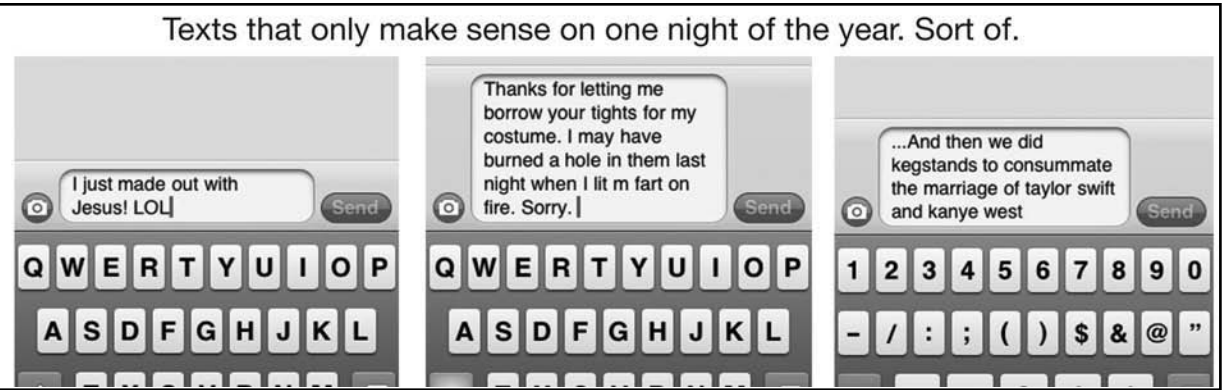 Texts that only make sense on one night of the year. Sort of.
I just made out with
Jesus! LOL
Send
Q W E R T Y U I O P
A S D F G H J K L
Thanks for letting me
borrow your tights for my
costume. I may have
burned a hole in them last
night when I lit m fart on
fire. Sorry.
Send
Q W E R T Y U I O P
A S D F G H J K L
...And then we did
kegstands to consummate
the marriage of taylor swift
and kanye west
Send
1 2 3 4 5 6 7 8 9 0
- / : ; ( ) $ & @ ”